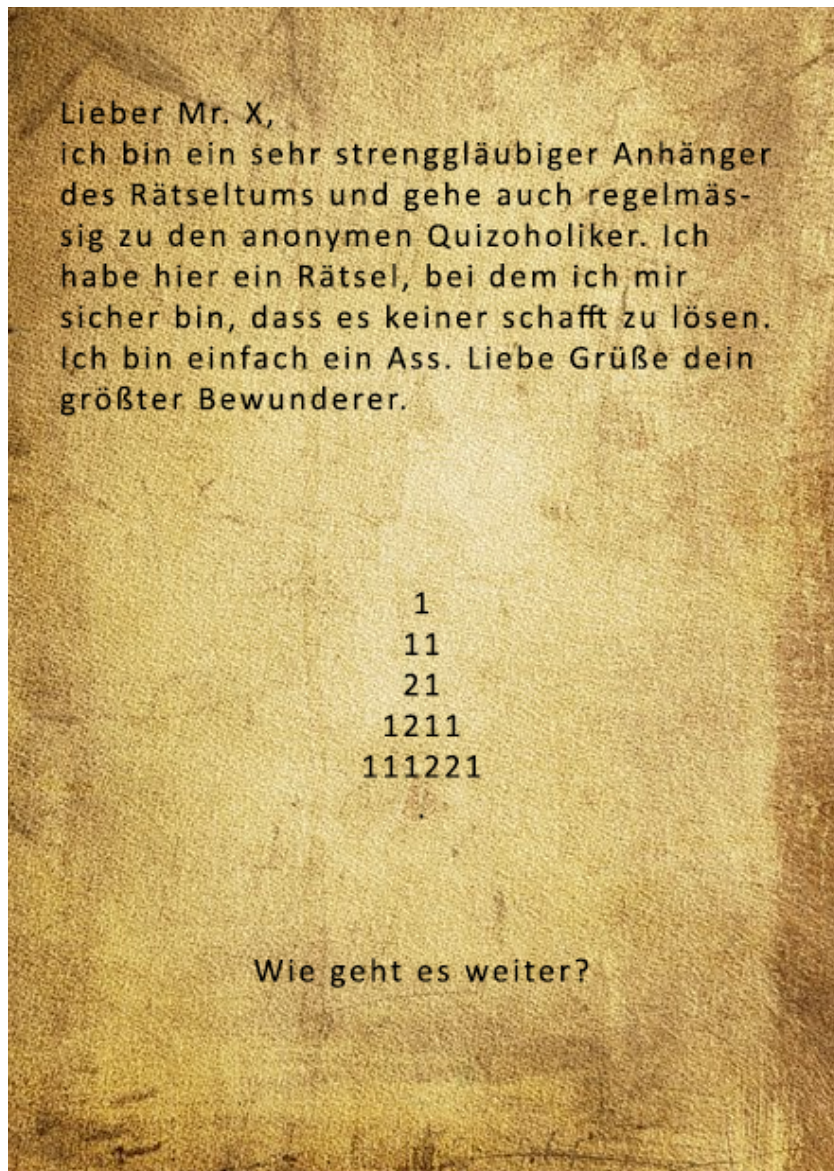 Lieber Mr. X,
ich bin ein sehr strenggläubiger Anhänger
des Rätseltums und gehe auch regelmäs-
sig zu den anonymen Quizoholiker. Ich
habe hier ein Rätsel, bei dem ich mir
sicher bin, dass es keiner schafft zu lösen.
Ich bin einfach ein Ass. Liebe Grüße dein
größter Bewunderer.
1
11
21
1211
111221
.
Wie geht es weiter?